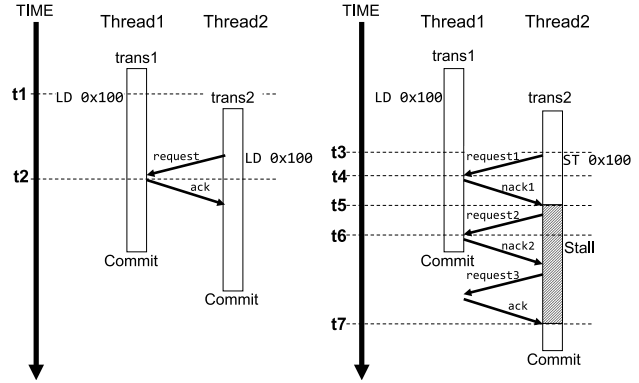 TIME
Thread1
Thread2
trans1
t1
LD 0x100
trans2
request
LD 0x100
t2
ack
Commit
Commit
TIME
Thread1
Thread2
trans1
LD 0x100
trans2
t3
request1
ST 0x100
t4
nack1
t5
request2
t6
nack2
Stall
Commit
request3
ack
t7
Commit